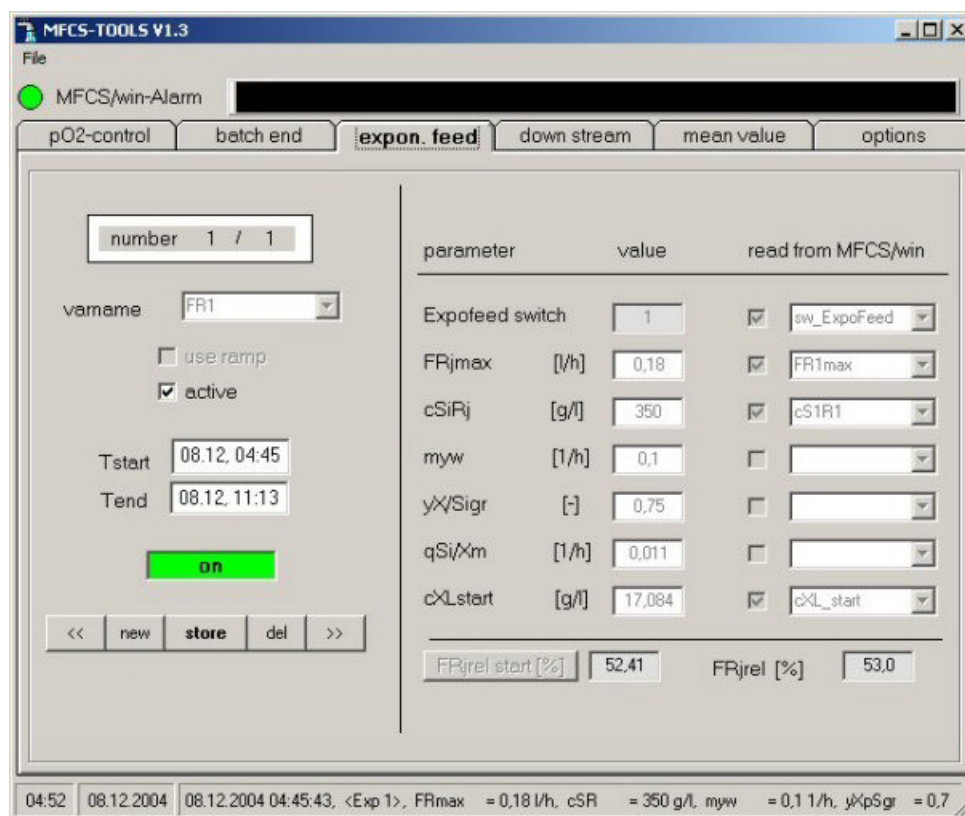 MFCS-TOOLS V1.3
File
MFCS/win-Alarm
pO2-control batch end expon. feed down stream mean value options
number 1 / 1
varname FR1
use ramp
active
Tstart 08.12, 04:45
Tend 08.12, 11:13
on
<< new store del >>
parameter value read from MFCS/win
Expofeed switch 1 sw_ExpoFeed
FRjmax [l/h] 0,18 FR1max
cSiRj [g/l] 350 cS1R1
myw [1/h] 0,1
yX/Sigr [-] 0,75
qSi/Xm [1/h] 0,011
cXLstart [g/l] 17,084 cXL_start
FRjrel start [%] 52,41 FRjrel [%] 53,0
04:52 08.12.2004 08.12.2004 04:45:43, <Exp 1>, FRmax = 0,18 l/h, cSR = 350 g/l, myw = 0,1 1/h, yXpSgr = 0,7